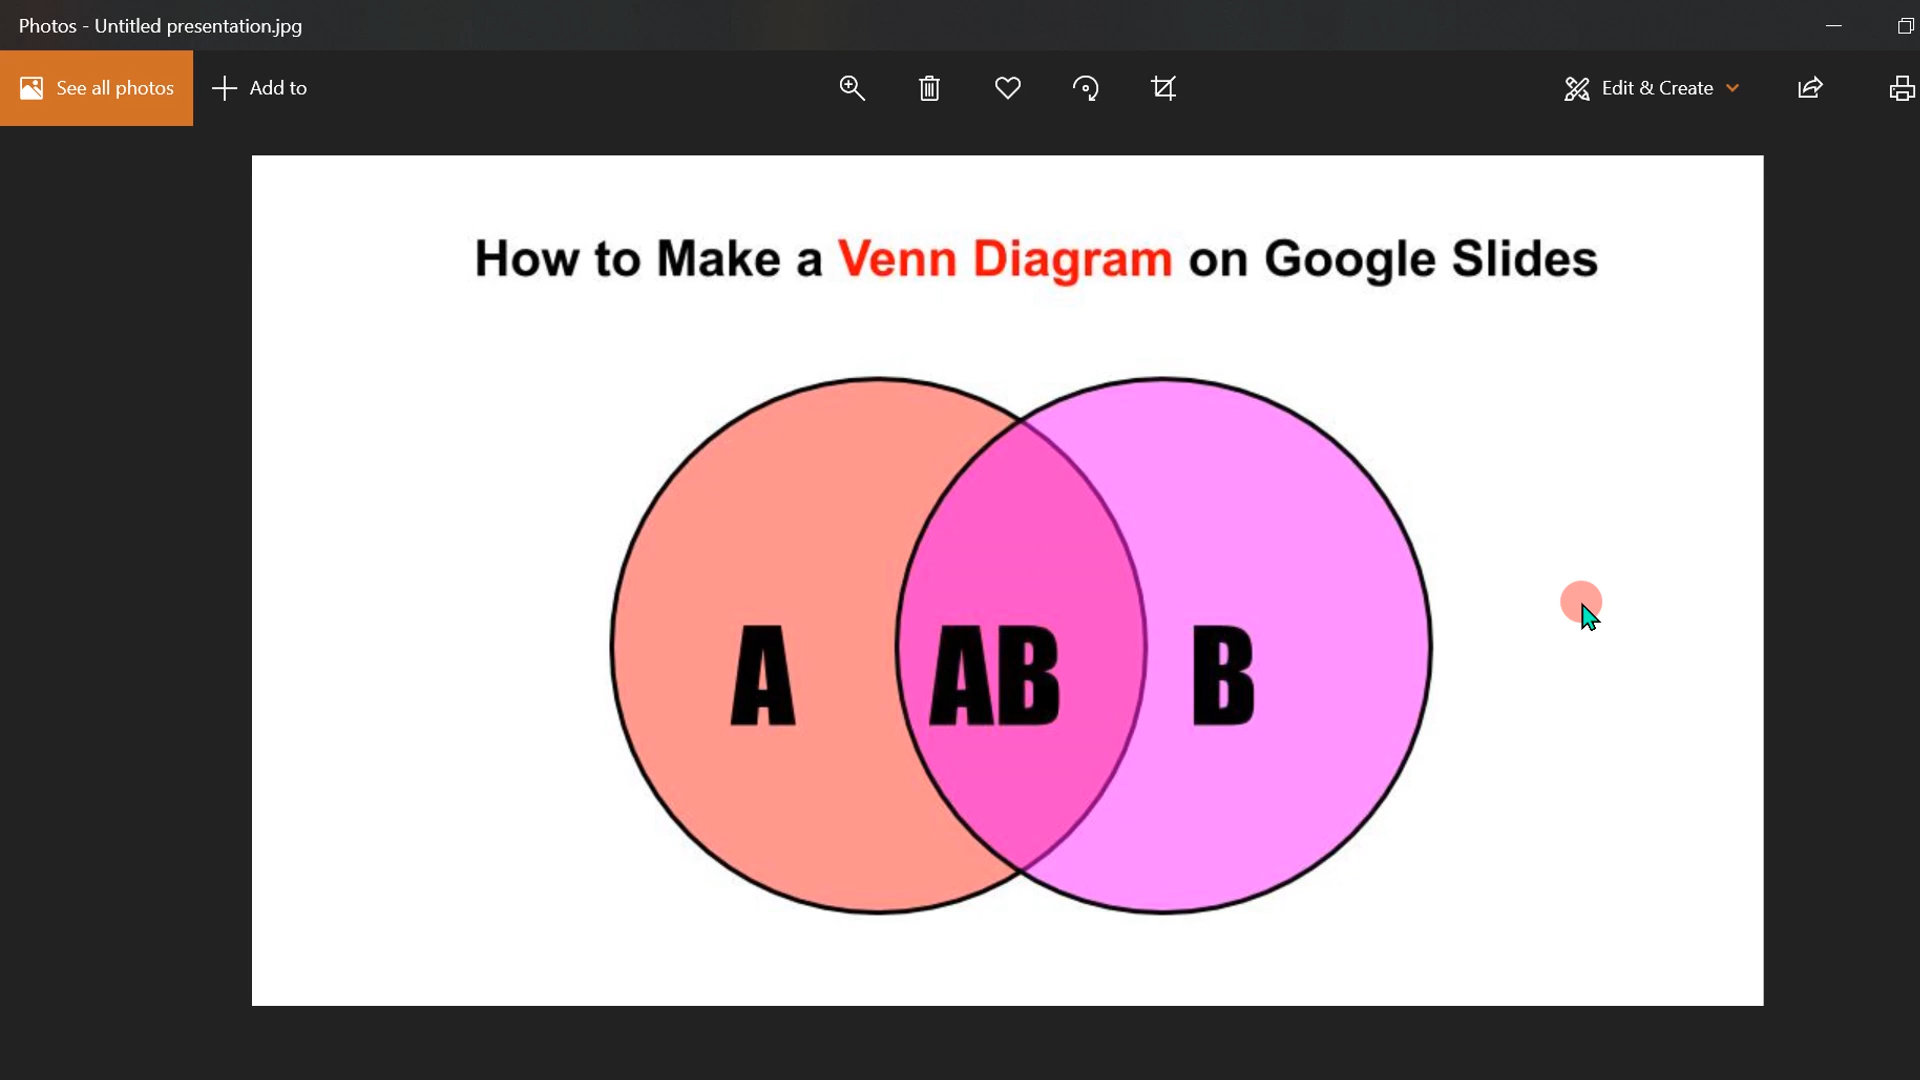 Photos - Untitled presentation.jpg
See all photos
Add to
Edit & Create
How to Make a Venn Diagram on Google Slides
A AB B